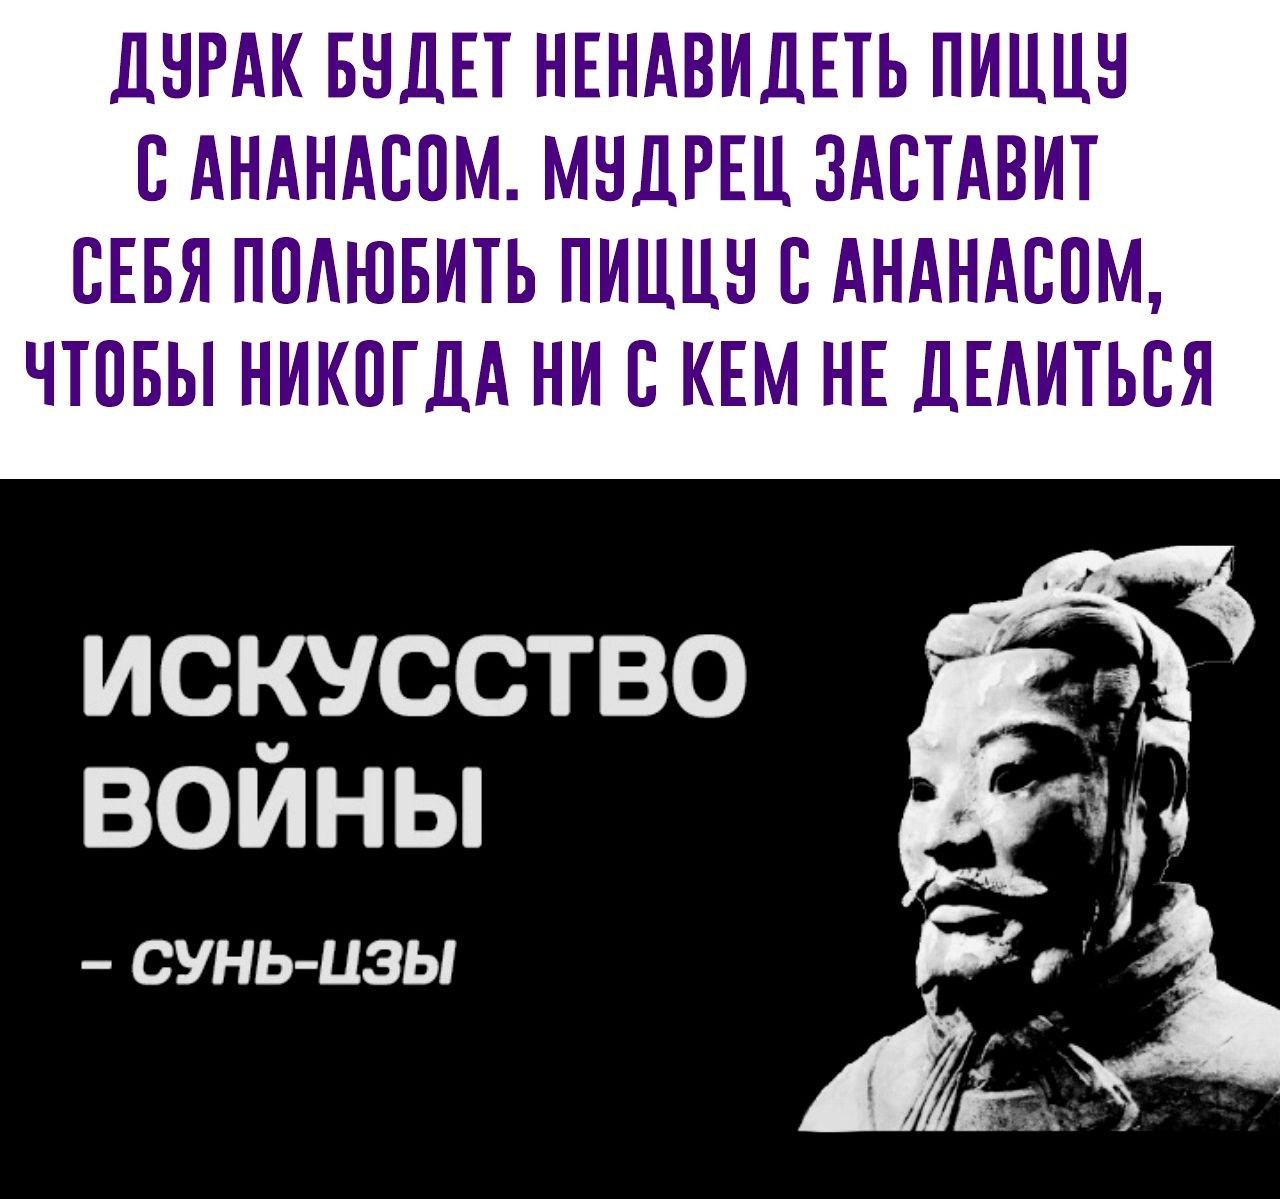 ДУРАК БУДЕТ НЕНАВИДЕТЬ ПИЦЦУ
С АНАНАСОМ. МУДРЕЦ ЗАСТАВИТ
СЕБЯ ПОЛЮБИТЬ ПИЦЦУ С АНАНАСОМ,
ЧТОБЫ НИКОГДА НИ С КЕМ НЕ ДЕЛИТЬСЯ
ИСКУССТВО
ВОЙНЫ
– СУНЬ-ЦЗЫ